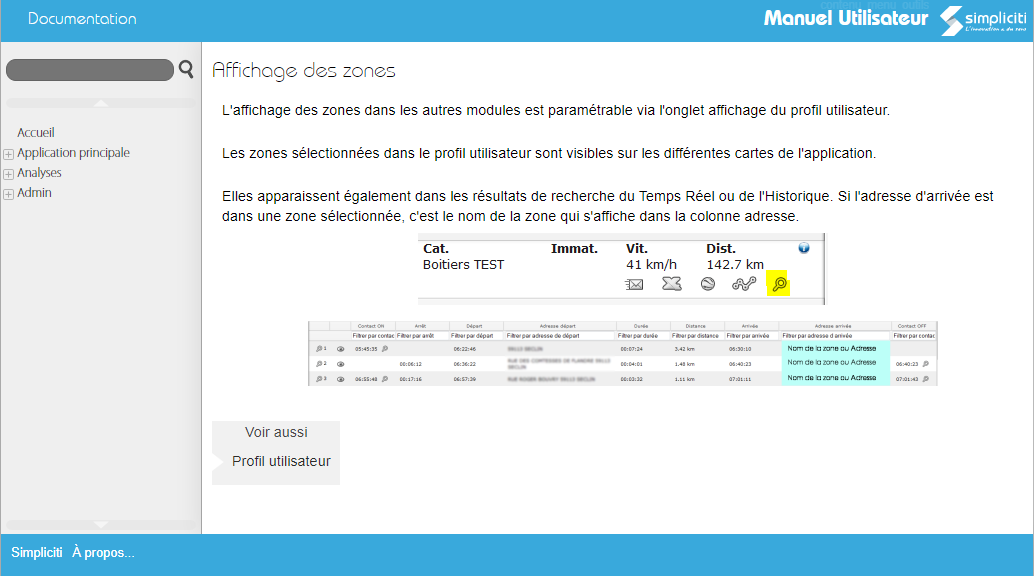 Documentation
contenu menu outils
Manuel Utilisateur
simpliciti
L'innovation a du sens
Affichage des zones
L'affichage des zones dans les autres modules est paramétrable via l'onglet affichage du profil utilisateur.
Accueil
Application principale
Analyses
Admin
Les zones sélectionnées dans le profil utilisateur sont visibles sur les différentes cartes de l'application.
Elles apparaissent également dans les résultats de recherche du Temps Réel ou de l'Historique. Si l'adresse d'arrivée est
dans une zone sélectionnée, c'est le nom de la zone qui s'affiche dans la colonne adresse.
Cat. Immat. Vit. Dist.
Boitiers TEST 41 km/h 142.7 km
Contact ON Arrêt Départ Adresse départ Durée Distance Arrivée Adresse arrivée Contact OFF
Filtrer par contac Filtrer par arrêt Filtrer par départ Filtrer par adresse de départ Filtrer par durée Filtrer par distance Filtrer par arrivée Filtrer par adresse d arrivée Filtrer par contac
1 05:45:35 06:22:46 00:07:24 3.42 km 06:30:10 Nom de la zone ou Adresse
2 00:06:12 06:36:22 00:04:01 1.48 km 06:40:23 Nom de la zone ou Adresse 06:40:23
3 06:55:48 00:17:16 06:57:39 00:03:32 1.11 km 07:01:11 Nom de la zone ou Adresse 07:01:43
Voir aussi
Profil utilisateur
Simpliciti À propos...